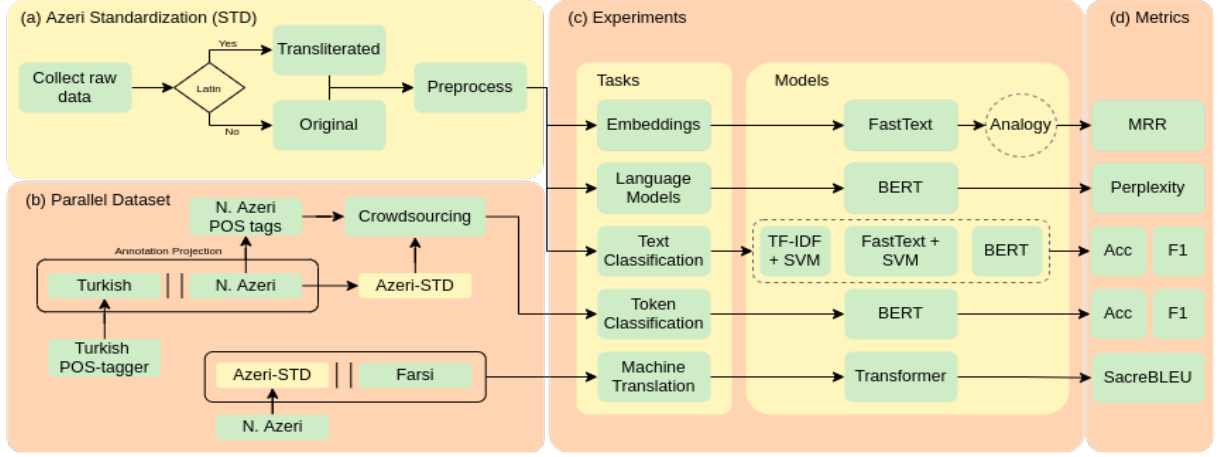 (a) Azeri Standardization (STD)
Collect raw
data
Latin
Yes
No
Transliterated
Original
Preprocess
(b) Parallel Dataset
N. Azeri
POS tags
Crowdsourcing
Annotation Projection
Turkish
N. Azeri
Azeri-STD
Turkish
POS-tagger
Azeri-STD
Farsi
N. Azeri
(c) Experiments
Tasks
Models
Embeddings
FastText
Analogy
Language
Models
BERT
Text
Classification
TF-IDF
+ SVM
FastText +
SVM
BERT
Token
Classification
BERT
Machine
Translation
Transformer
(d) Metrics
MRR
Perplexity
Acc
F1
Acc
F1
SacreBLEU